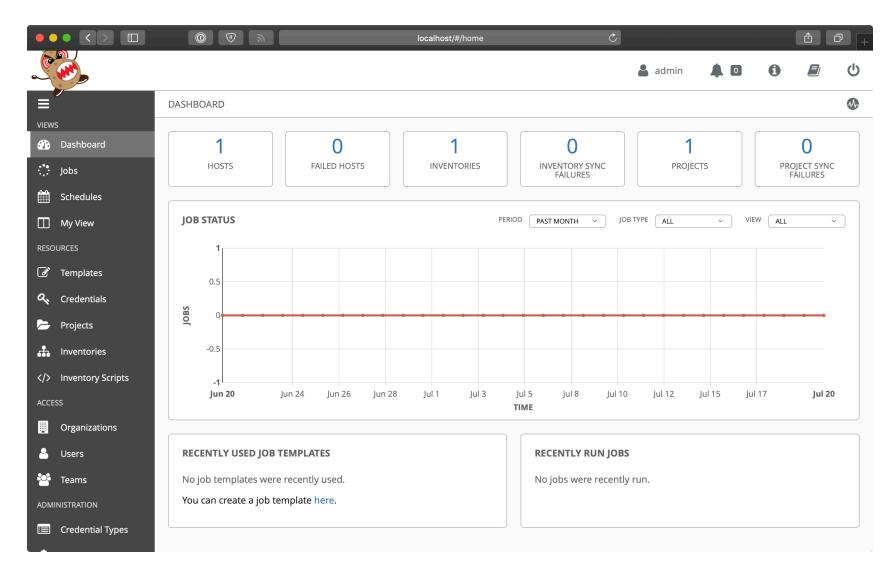 localhost/#/home
admin
0
DASHBOARD
VIEWS
Dashboard
Jobs
Schedules
My View
RESOURCES
Templates
Credentials
Projects
Inventories
Inventory Scripts
ACCESS
Organizations
Users
Teams
ADMINISTRATION
Credential Types
1
HOSTS
0
FAILED HOSTS
1
INVENTORIES
0
INVENTORY SYNC
FAILURES
1
PROJECTS
0
PROJECT SYNC
FAILURES
JOB STATUS
PERIOD PAST MONTH JOB TYPE ALL VIEW ALL
1
0.5
0
-0.5
-1
JOBS
Jun 20 Jun 24 Jun 26 Jun 28 Jul 1 Jul 3 Jul 5 Jul 8 Jul 10 Jul 12 Jul 15 Jul 17 Jul 20
TIME
RECENTLY USED JOB TEMPLATES
No job templates were recently used.
You can create a job template here.
RECENTLY RUN JOBS
No jobs were recently run.